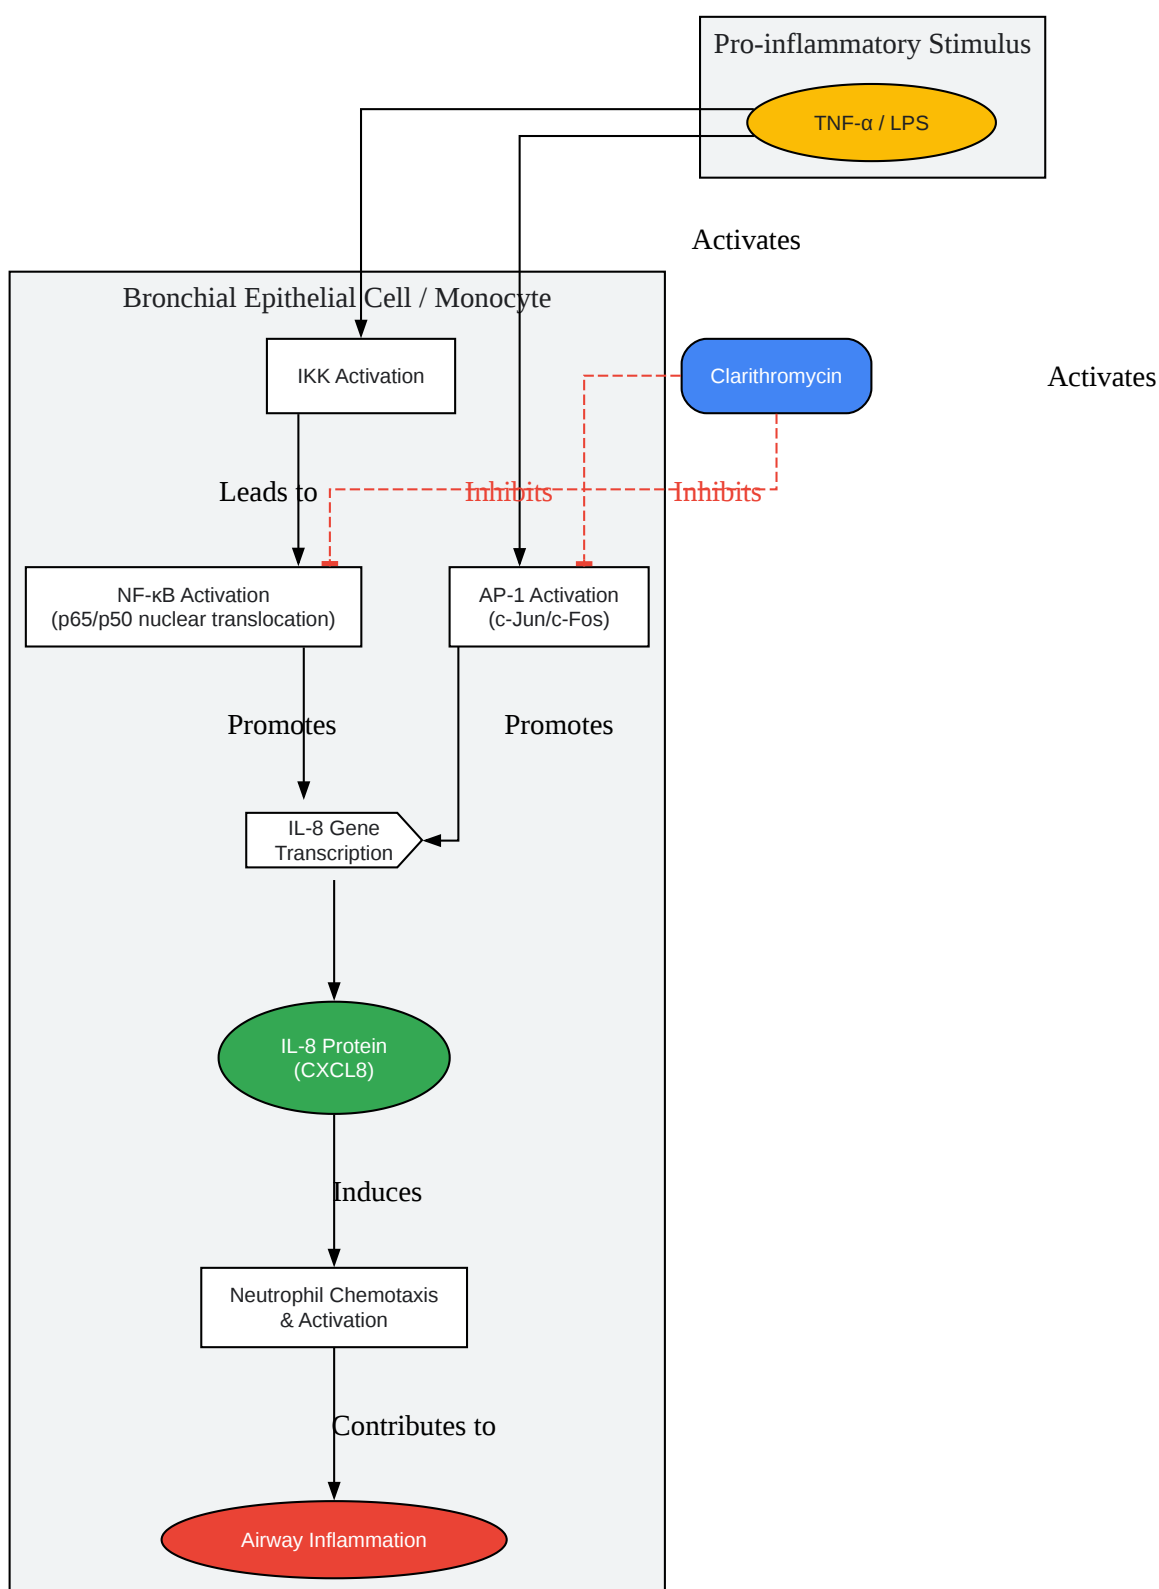 Pro-inflammatory Stimulus
TNF-α / LPS
Activates
Bronchial Epithelial Cell / Monocyte
IKK Activation
Clarithromycin
Activates
Leads to
Inhibits
Inhibits
NF-κB Activation
(p65/p50 nuclear translocation)
AP-1 Activation
(c-Jun/c-Fos)
Promotes
Promotes
IL-8 Gene
Transcription
IL-8 Protein
(CXCL8)
Induces
Neutrophil Chemotaxis
& Activation
Contributes to
Airway Inflammation